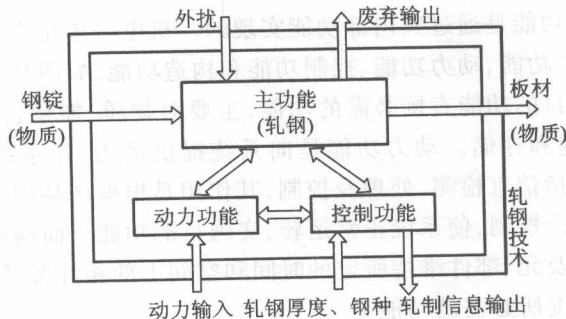 外扰
废弃输出
钢锭
(物质)
主功能
(轧钢)
板材
(物质)
动力功能
控制功能
轧钢技术
动力输入 轧钢厚度、钢种 轧制信息输出